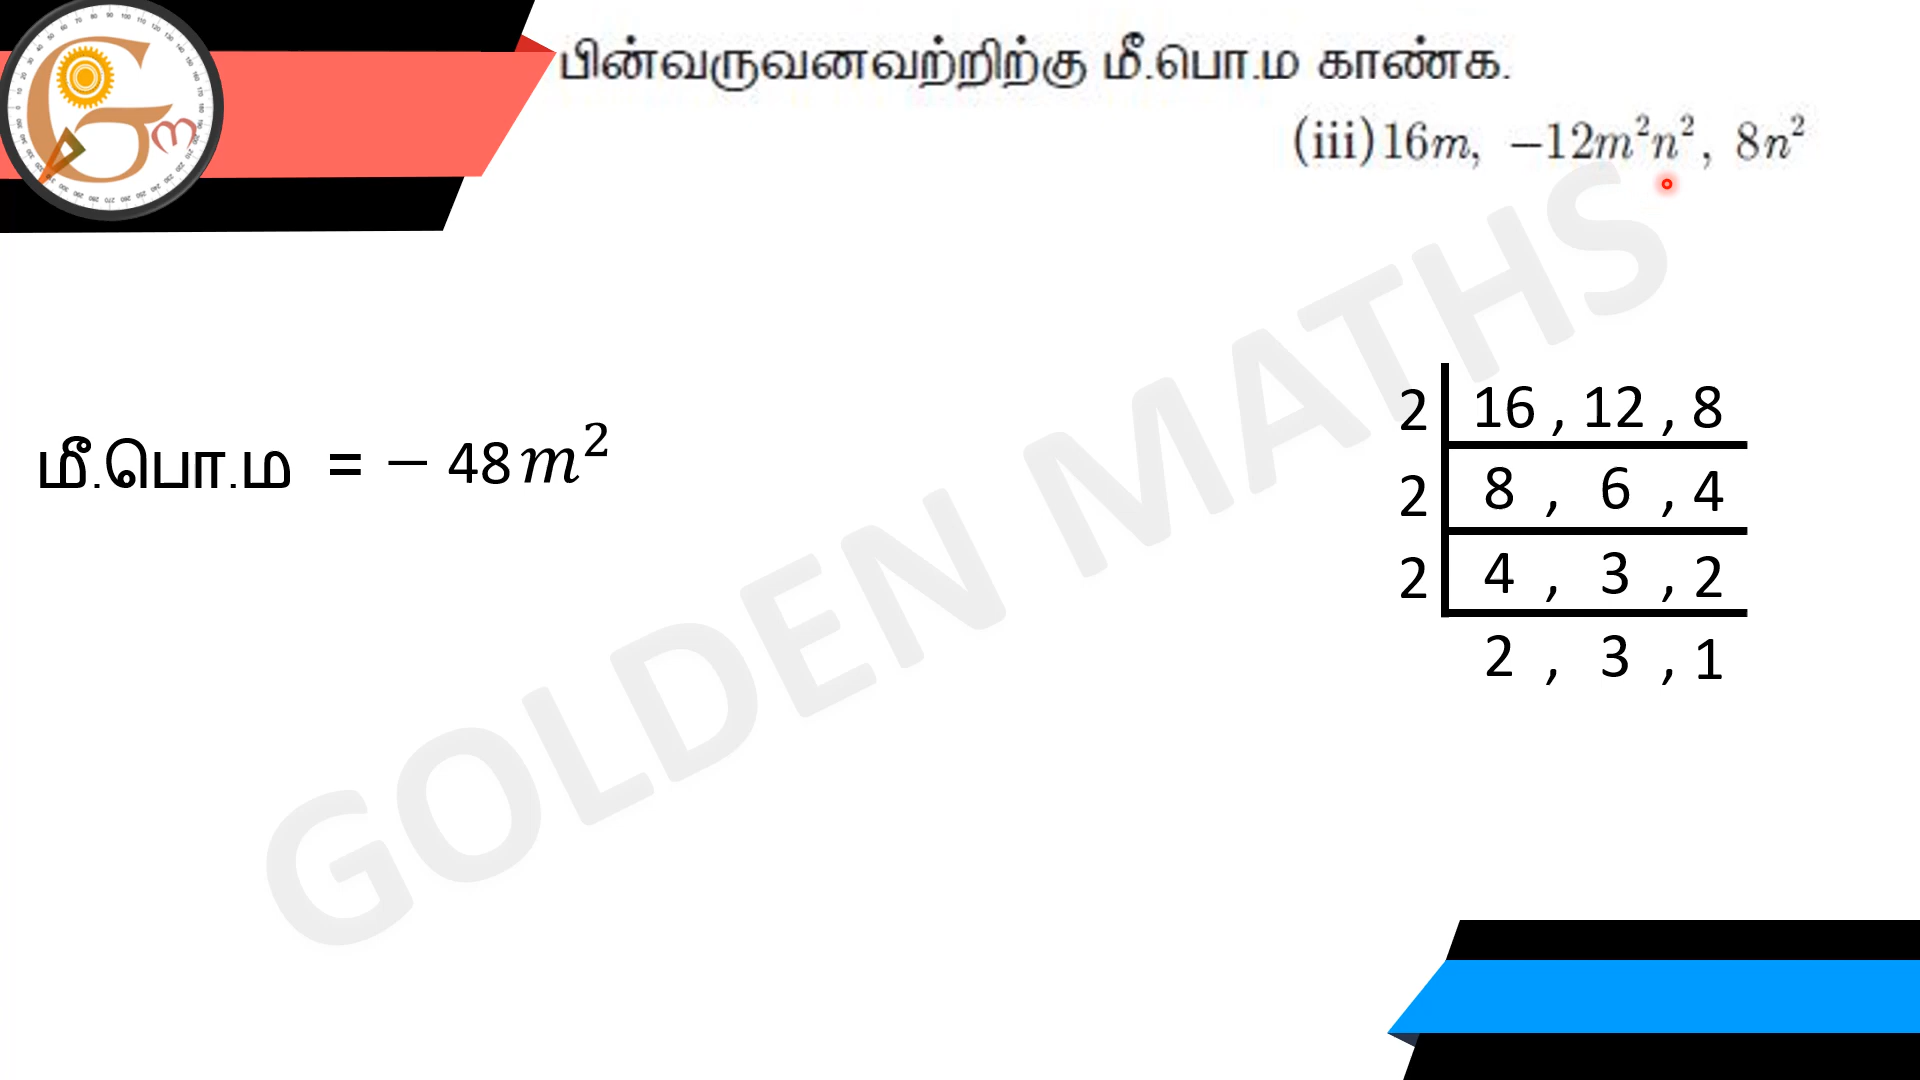 பின்வருவனவற்றிற்கு மீ.பொ.ம காண்க.
(iii) 16m, −12m²n², 8n²
மீ.பொ.ம = − 48m²
2 16 , 12 , 8
2 8 , 6 , 4
2 4 , 3 , 2
2 , 3 , 1
GOLDEN MATHS